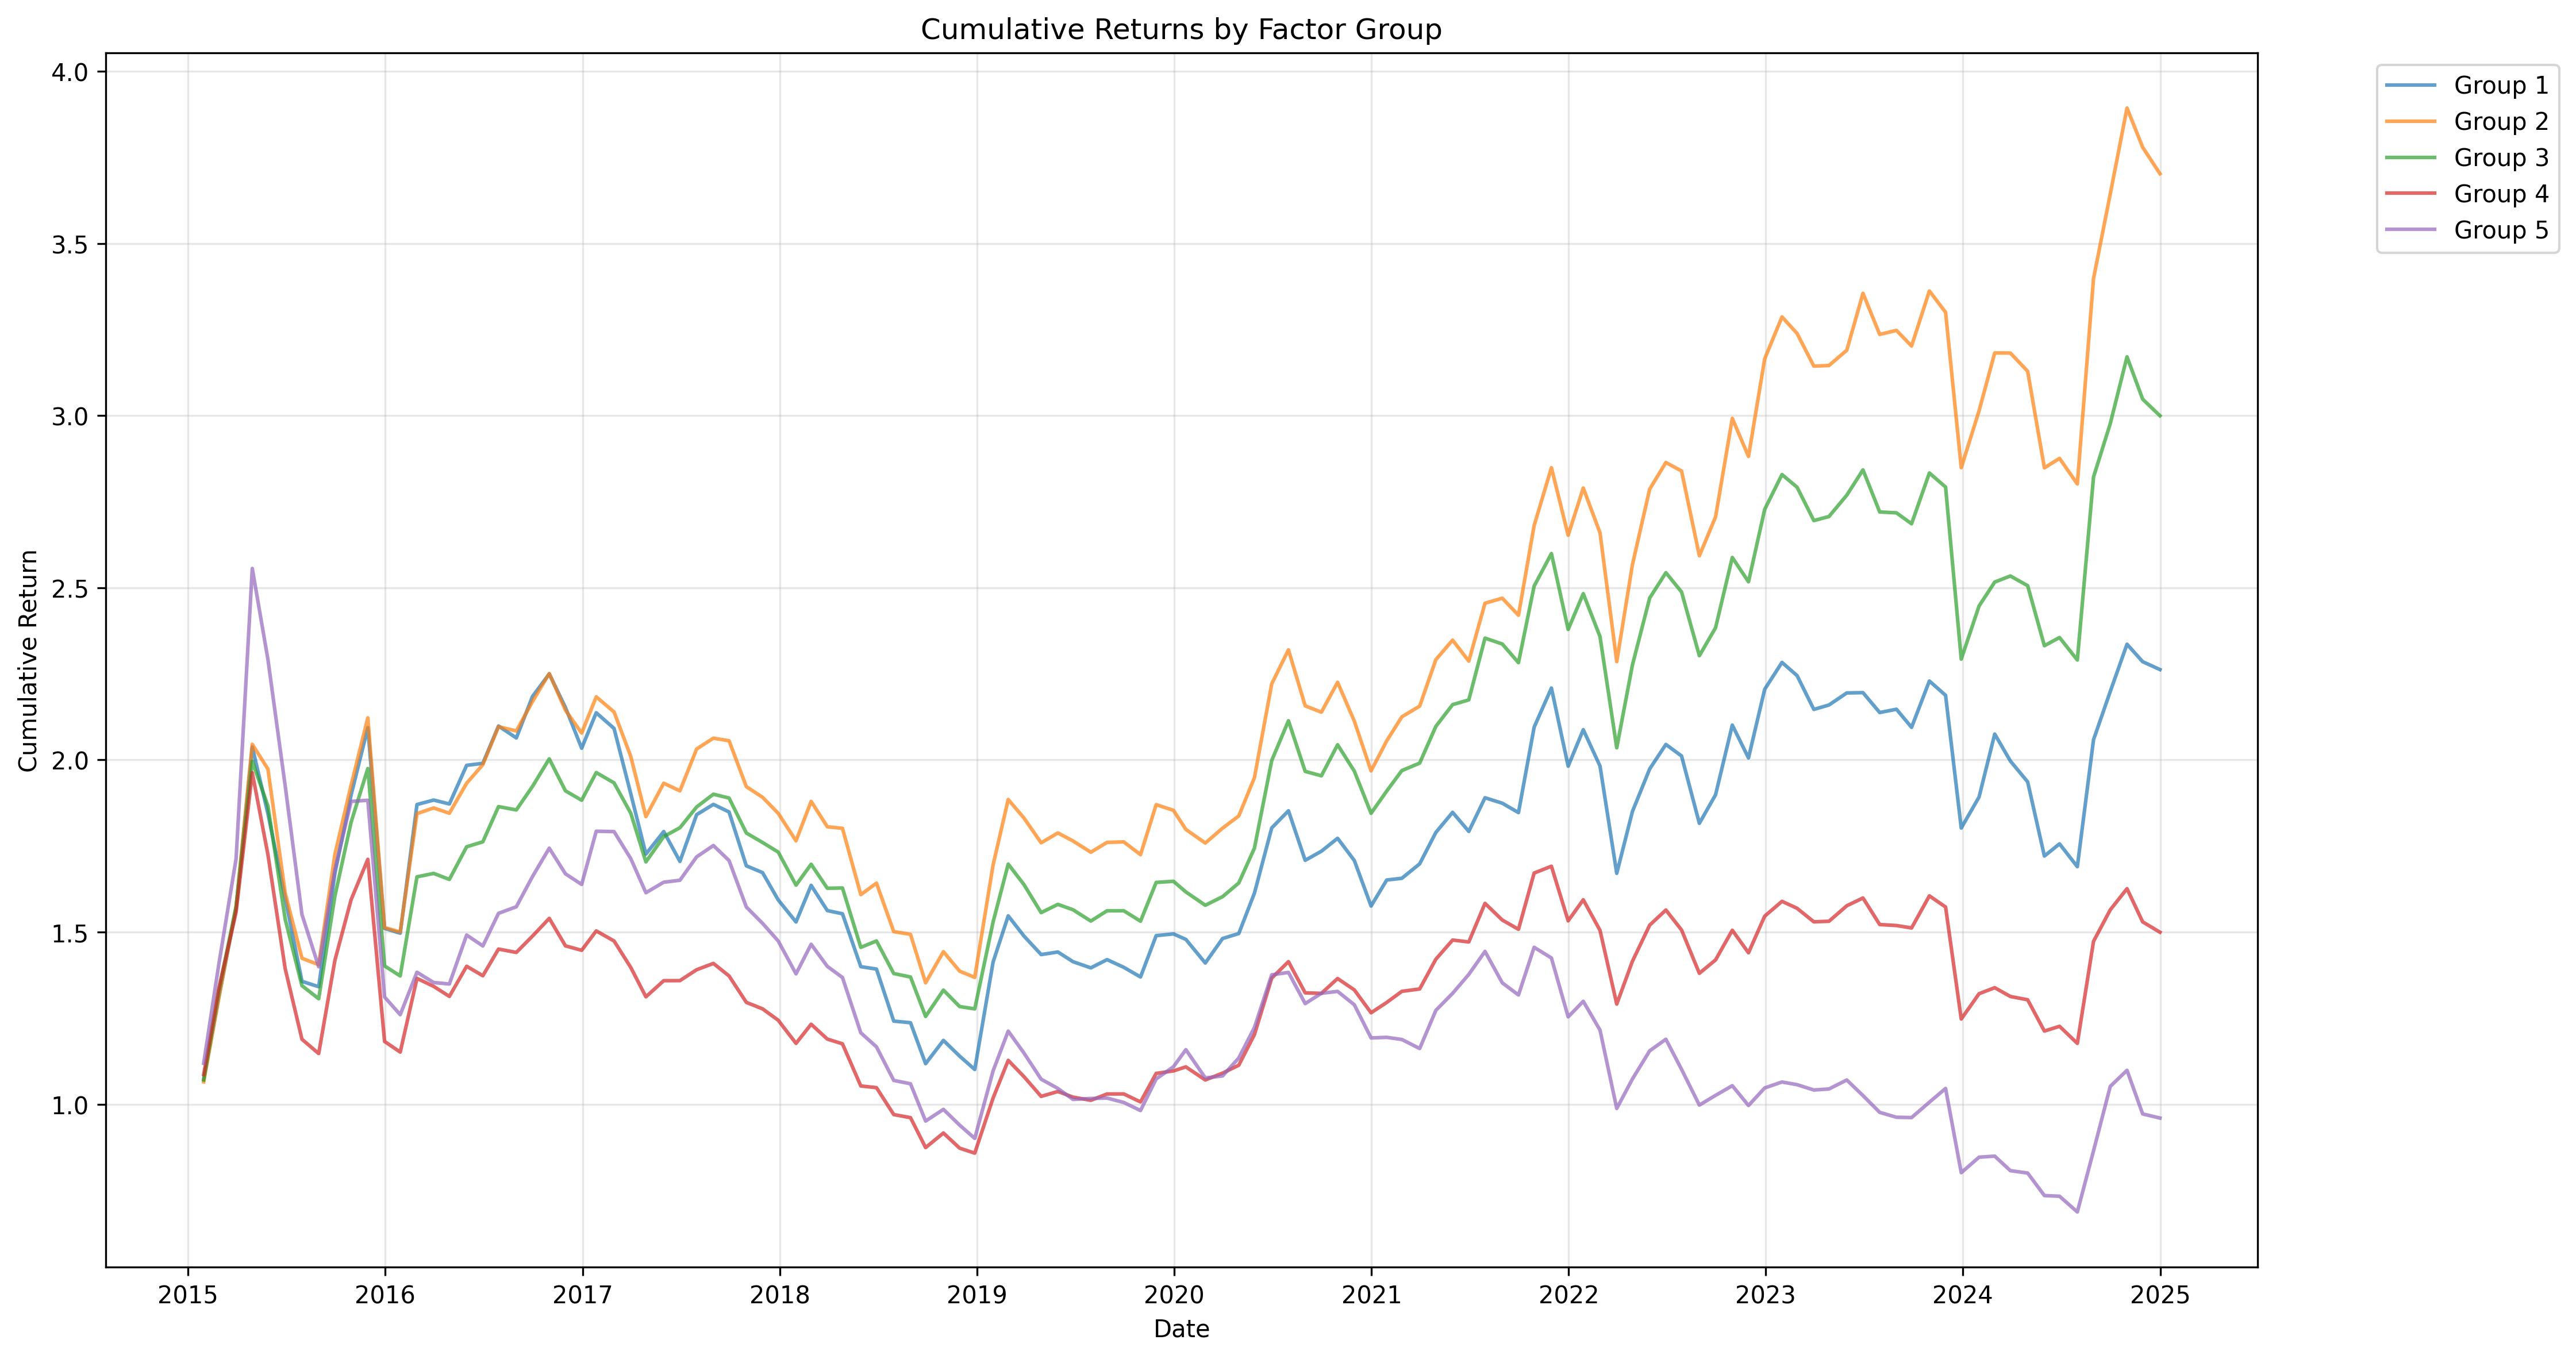 Cumulative Returns by Factor Group
Group 1
Group 2
Group 3
Group 4
Group 5
Cumulative Return
4.0
3.5
3.0
2.5
2.0
1.5
1.0
2015 2016 2017 2018 2019 2020 2021 2022 2023 2024 2025
Date